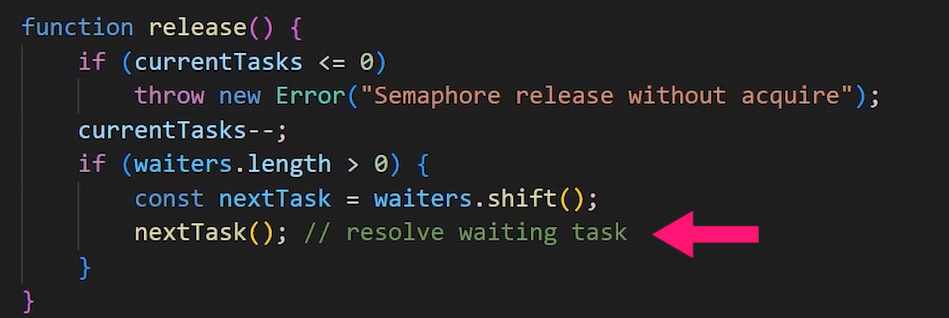 function release() {
    if (currentTasks <= 0)
        throw new Error("Semaphore release without acquire");
    currentTasks--;
    if (waiters.length > 0) {
        const nextTask = waiters.shift();
        nextTask(); // resolve waiting task
    }
}